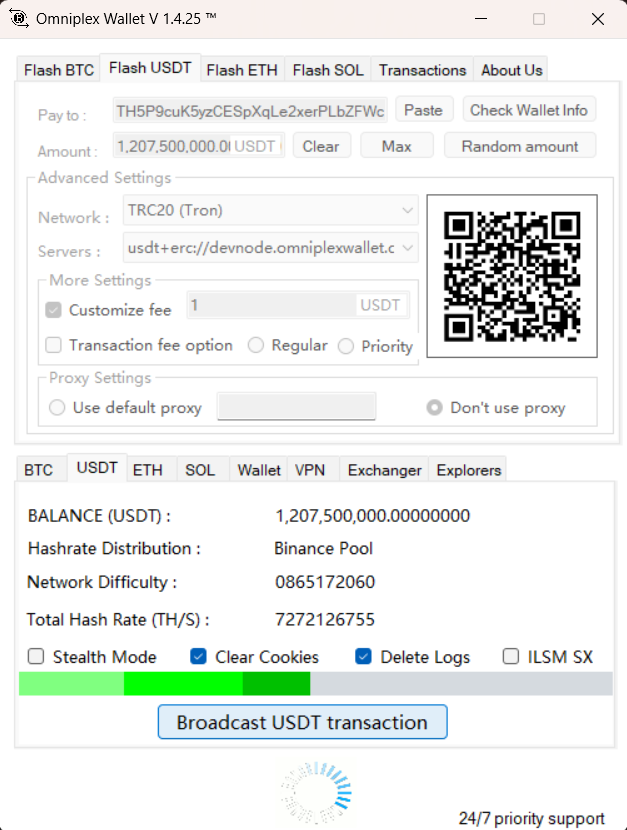 Omniplex Wallet V 1.4.25 ™
Flash BTC Flash USDT Flash ETH Flash SOL Transactions About Us
Pay to : TH5P9cuK5yzCESpXqLe2xerPLbZFWc Paste Check Wallet Info
Amount : 1,207,500,000.0( USDT ( Clear Max Random amount
Advanced Settings
Network : TRC20 (Tron)
Servers : usdt+erc://devnode.omniplexwallet.c
More Settings
Customize fee 1 USDT
Transaction fee option Regular Priority
Proxy Settings
Use default proxy Don't use proxy
BTC USDT ETH SOL Wallet VPN Exchanger Explorers
BALANCE (USDT) : 1,207,500,000.00000000
Hashrate Distribution : Binance Pool
Network Difficulty : 0865172060
Total Hash Rate (TH/S) : 7272126755
Stealth Mode Clear Cookies Delete Logs ILSM SX
Broadcast USDT transaction
24/7 priority support